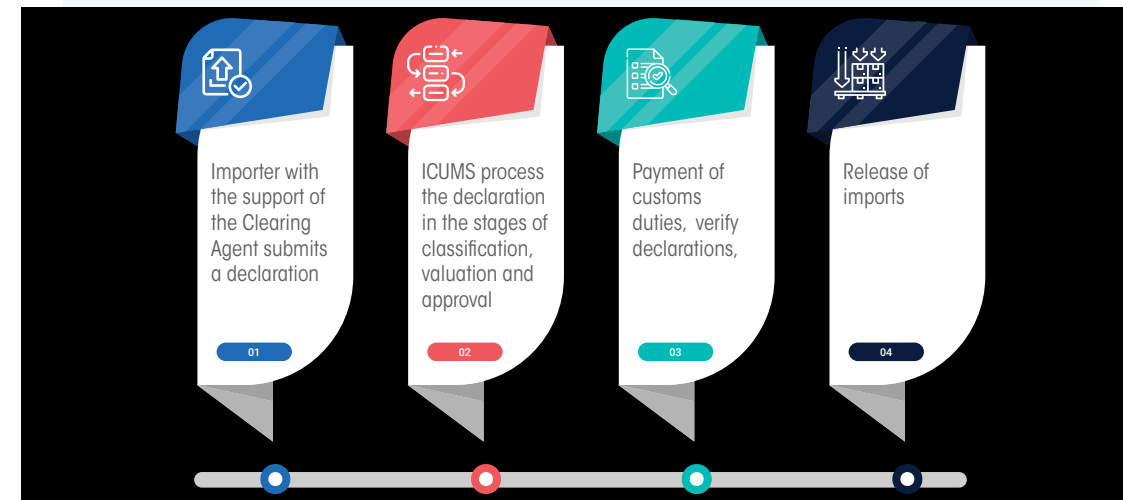 Importer with
the support of
the Clearing
Agent submits
a declaration
01
ICUMS process
the declaration
in the stages of
classification,
valuation and
approval
02
Payment of
customs
duties, verify
declarations,
03
Release of
imports
04